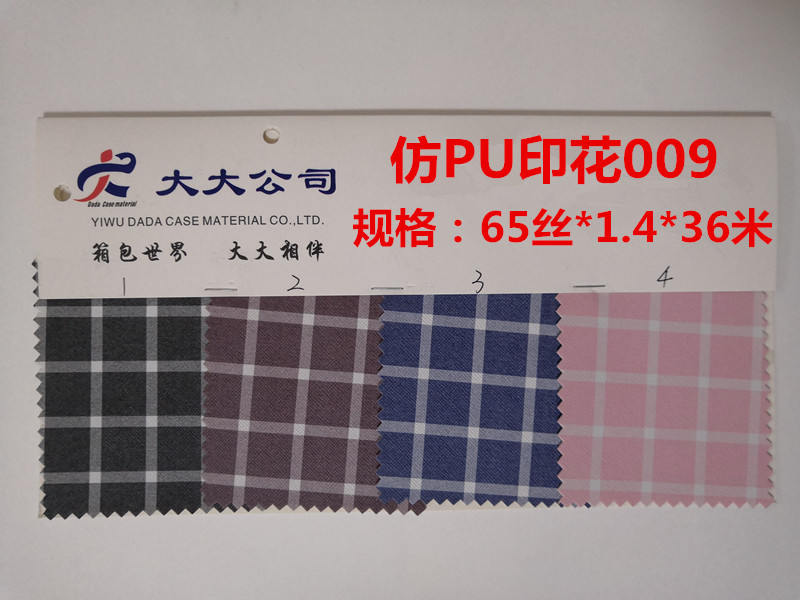 仿PU印花009
大大公司
Dada Case material
YIWU DADA CASE MATERIAL CO.,LTD.
规格：65丝*1.4*36米
箱包世界 大大相伴
1 2 3 4